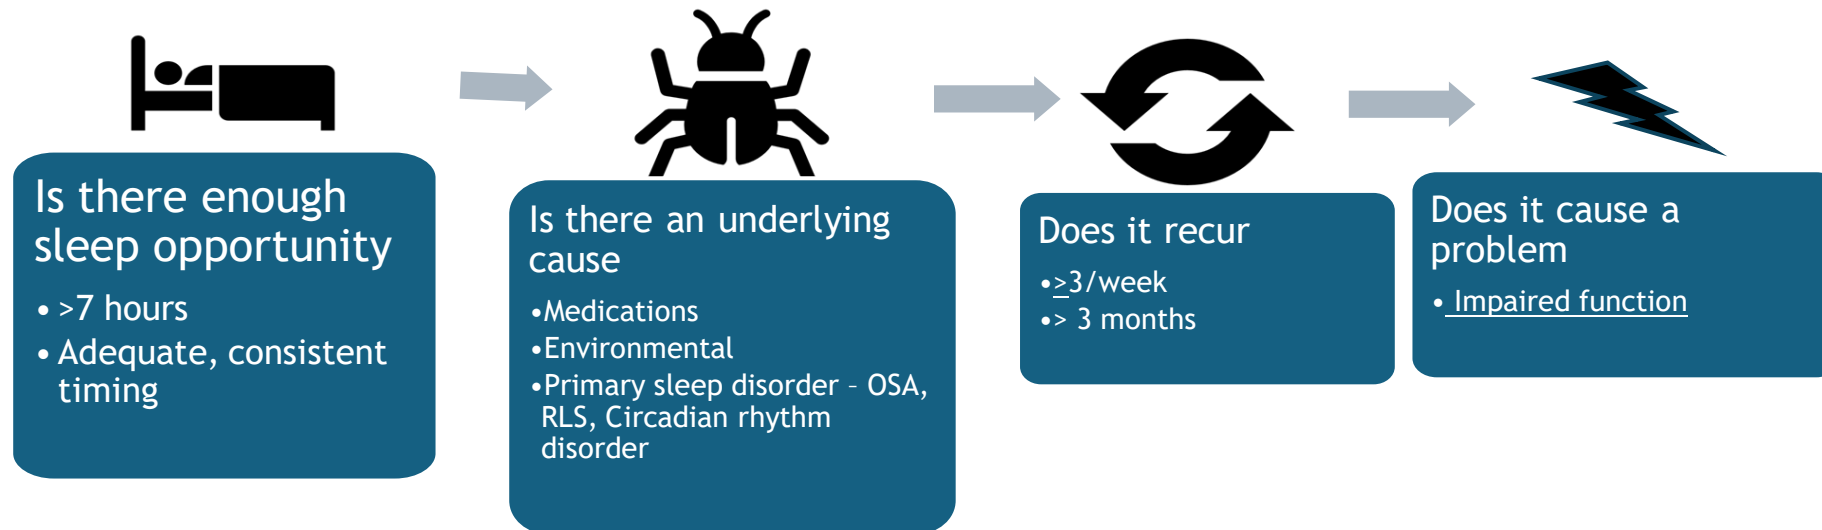 Is there enough
sleep opportunity
• >7 hours
• Adequate, consistent
timing
Is there an underlying
cause
•Medications
•Environmental
•Primary sleep disorder – OSA,
RLS, Circadian rhythm
disorder
Does it recur
•≥3/week
•> 3 months
Does it cause a
problem
• Impaired function